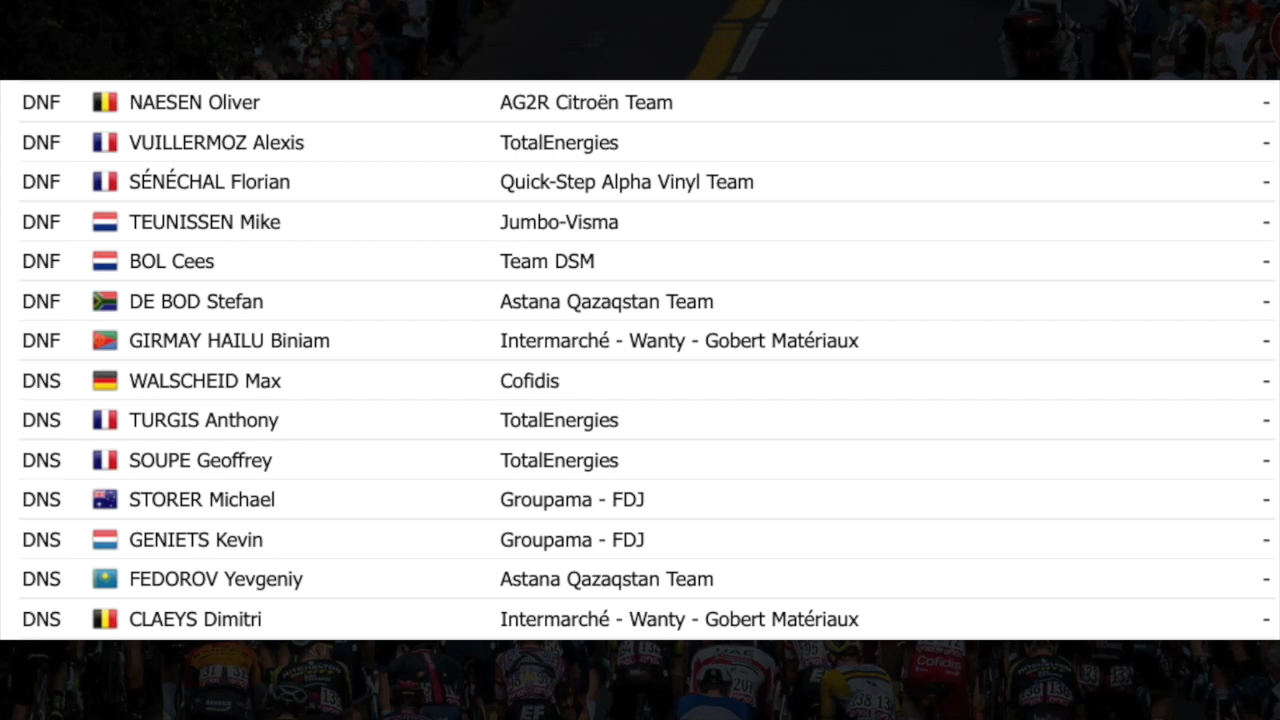 DNF NAESEN Oliver AG2R Citroën Team -
DNF VUILLERMOZ Alexis TotalEnergies -
DNF SÉNÉCHAL Florian Quick-Step Alpha Vinyl Team -
DNF TEUNISSEN Mike Jumbo-Visma -
DNF BOL Cees Team DSM -
DNF DE BOD Stefan Astana Qazaqstan Team -
DNF GIRMAY HAILU Biniam Intermarché - Wanty - Gobert Matériaux -
DNS WALSCHEID Max Cofidis -
DNS TURGIS Anthony TotalEnergies -
DNS SOUPE Geoffrey TotalEnergies -
DNS STORER Michael Groupama - FDJ -
DNS GENIETS Kevin Groupama - FDJ -
DNS FEDOROV Yevgeniy Astana Qazaqstan Team -
DNS CLAEYS Dimitri Intermarché - Wanty - Gobert Matériaux -
UAE
Cofidis
EF